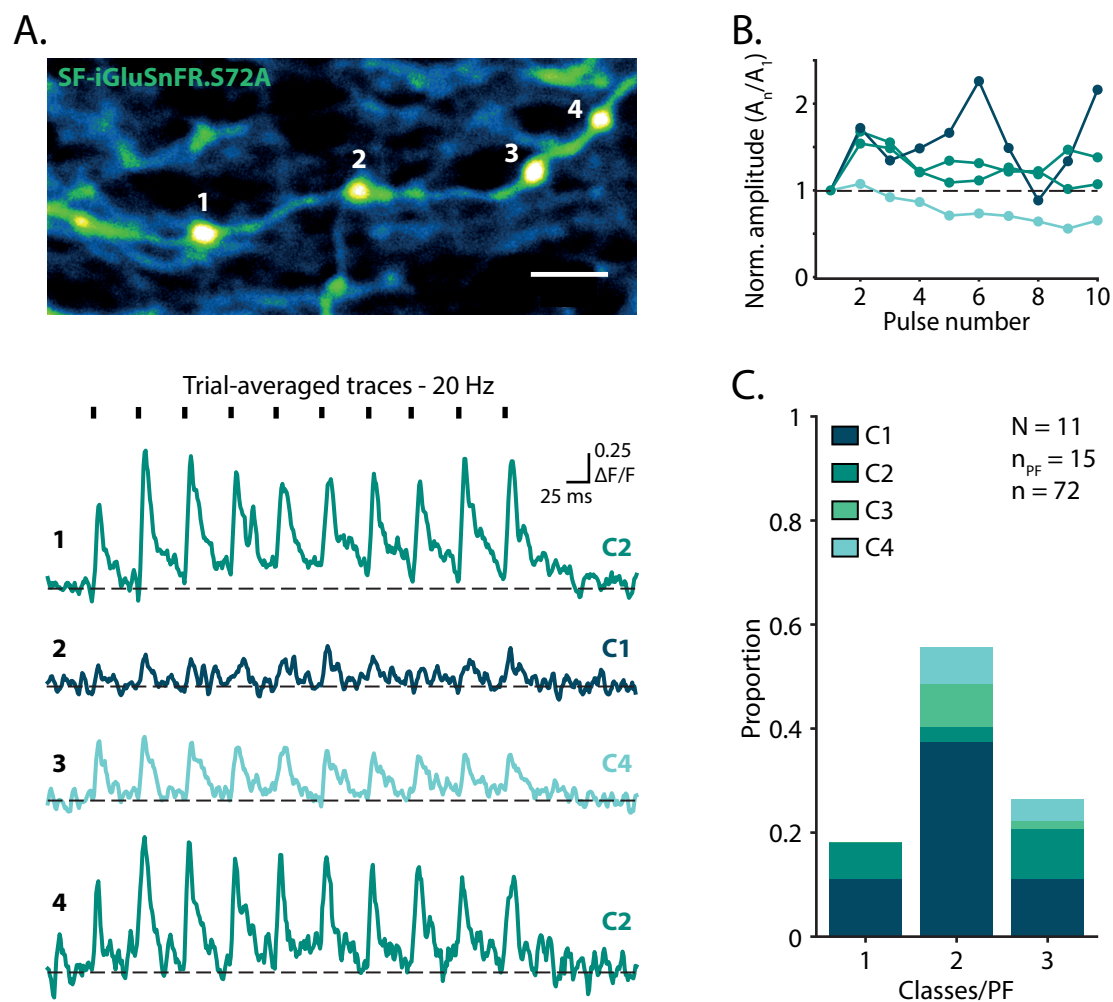 A.
SF-iGluSnFR.S72A
1
2
3
4
Trial-averaged traces - 20 Hz
0.25
ΔF/F
25 ms
1
C2
2
C1
3
C4
4
C2
B.
Norm. amplitude (Aₙ/A₁)
2
1
0
2 4 6 8 10
Pulse number
C.
Proportion
1
0.8
0.6
0.4
0.2
0
C1
C2
C3
C4
N = 11
n_PF = 15
n = 72
1 2 3
Classes/PF